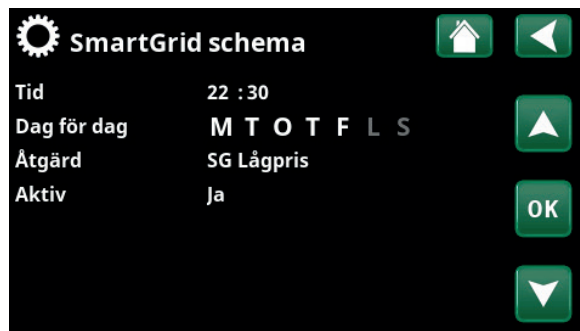 SmartGrid schema
Tid 22 :30
Dag för dag M T O T F L S
Åtgärd SG Lågpris
Aktiv Ja
OK